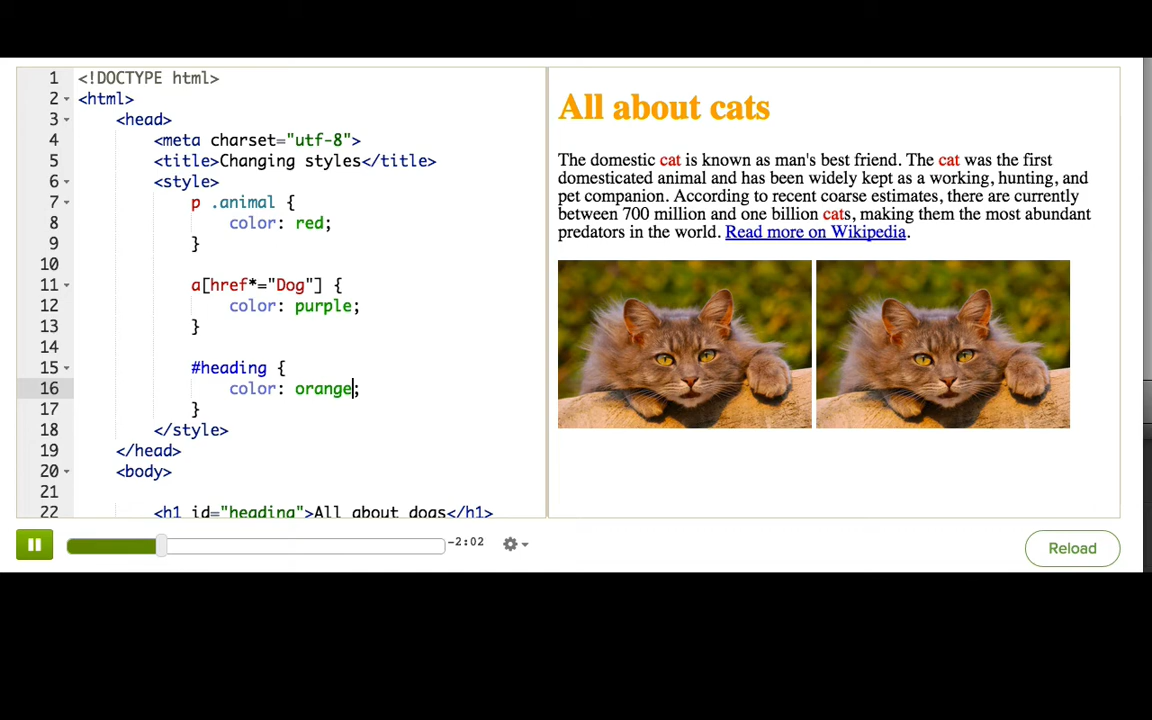 1 <!DOCTYPE html>
2 <html>
3 <head>
4 <meta charset="utf-8">
5 <title>Changing styles</title>
6 <style>
7 p .animal {
8 color: red;
9 }
10
11 a[href*="Dog"] {
12 color: purple;
13 }
14
15 #heading {
16 color: orange;
17 }
18 </style>
19 </head>
20 <body>
21
22 <h1 id="heading">All about dogs</h1>
All about cats
The domestic cat is known as man's best friend. The cat was the first
domesticated animal and has been widely kept as a working, hunting, and
pet companion. According to recent coarse estimates, there are currently
between 700 million and one billion cats, making them the most abundant
predators in the world. Read more on Wikipedia.
-2:02
Reload